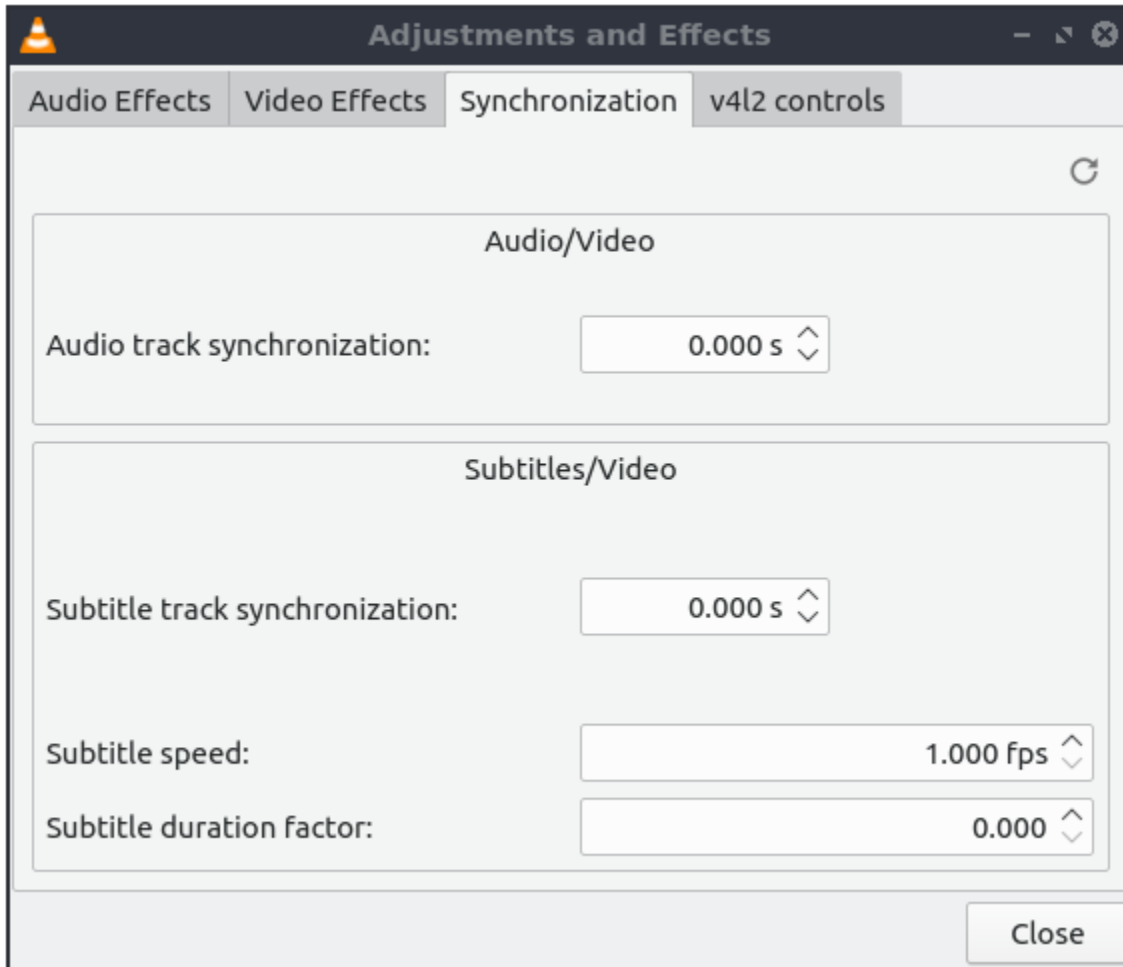 Adjustments and Effects
Audio Effects Video Effects Synchronization v4l2 controls
Audio/Video
Audio track synchronization: 0.000 s
Subtitles/Video
Subtitle track synchronization: 0.000 s
Subtitle speed: 1.000 fps
Subtitle duration factor: 0.000
Close